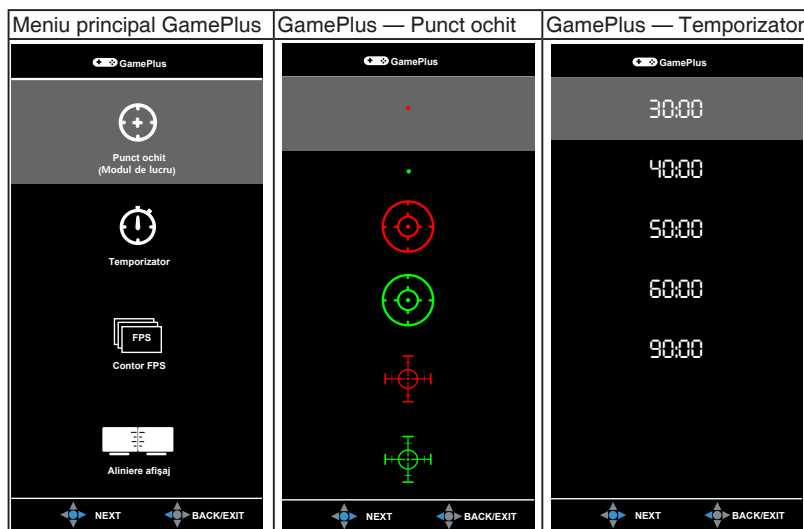 Meniu principal GamePlus
GamePlus — Punct ochit
GamePlus — Temporizator
GamePlus
Punct ochit
(Modul de lucru)
Temporizator
FPS
Contor FPS
Aliniere afişaj
NEXT BACK/EXIT
GamePlus
NEXT BACK/EXIT
GamePlus
30:00
40:00
50:00
60:00
90:00
NEXT BACK/EXIT